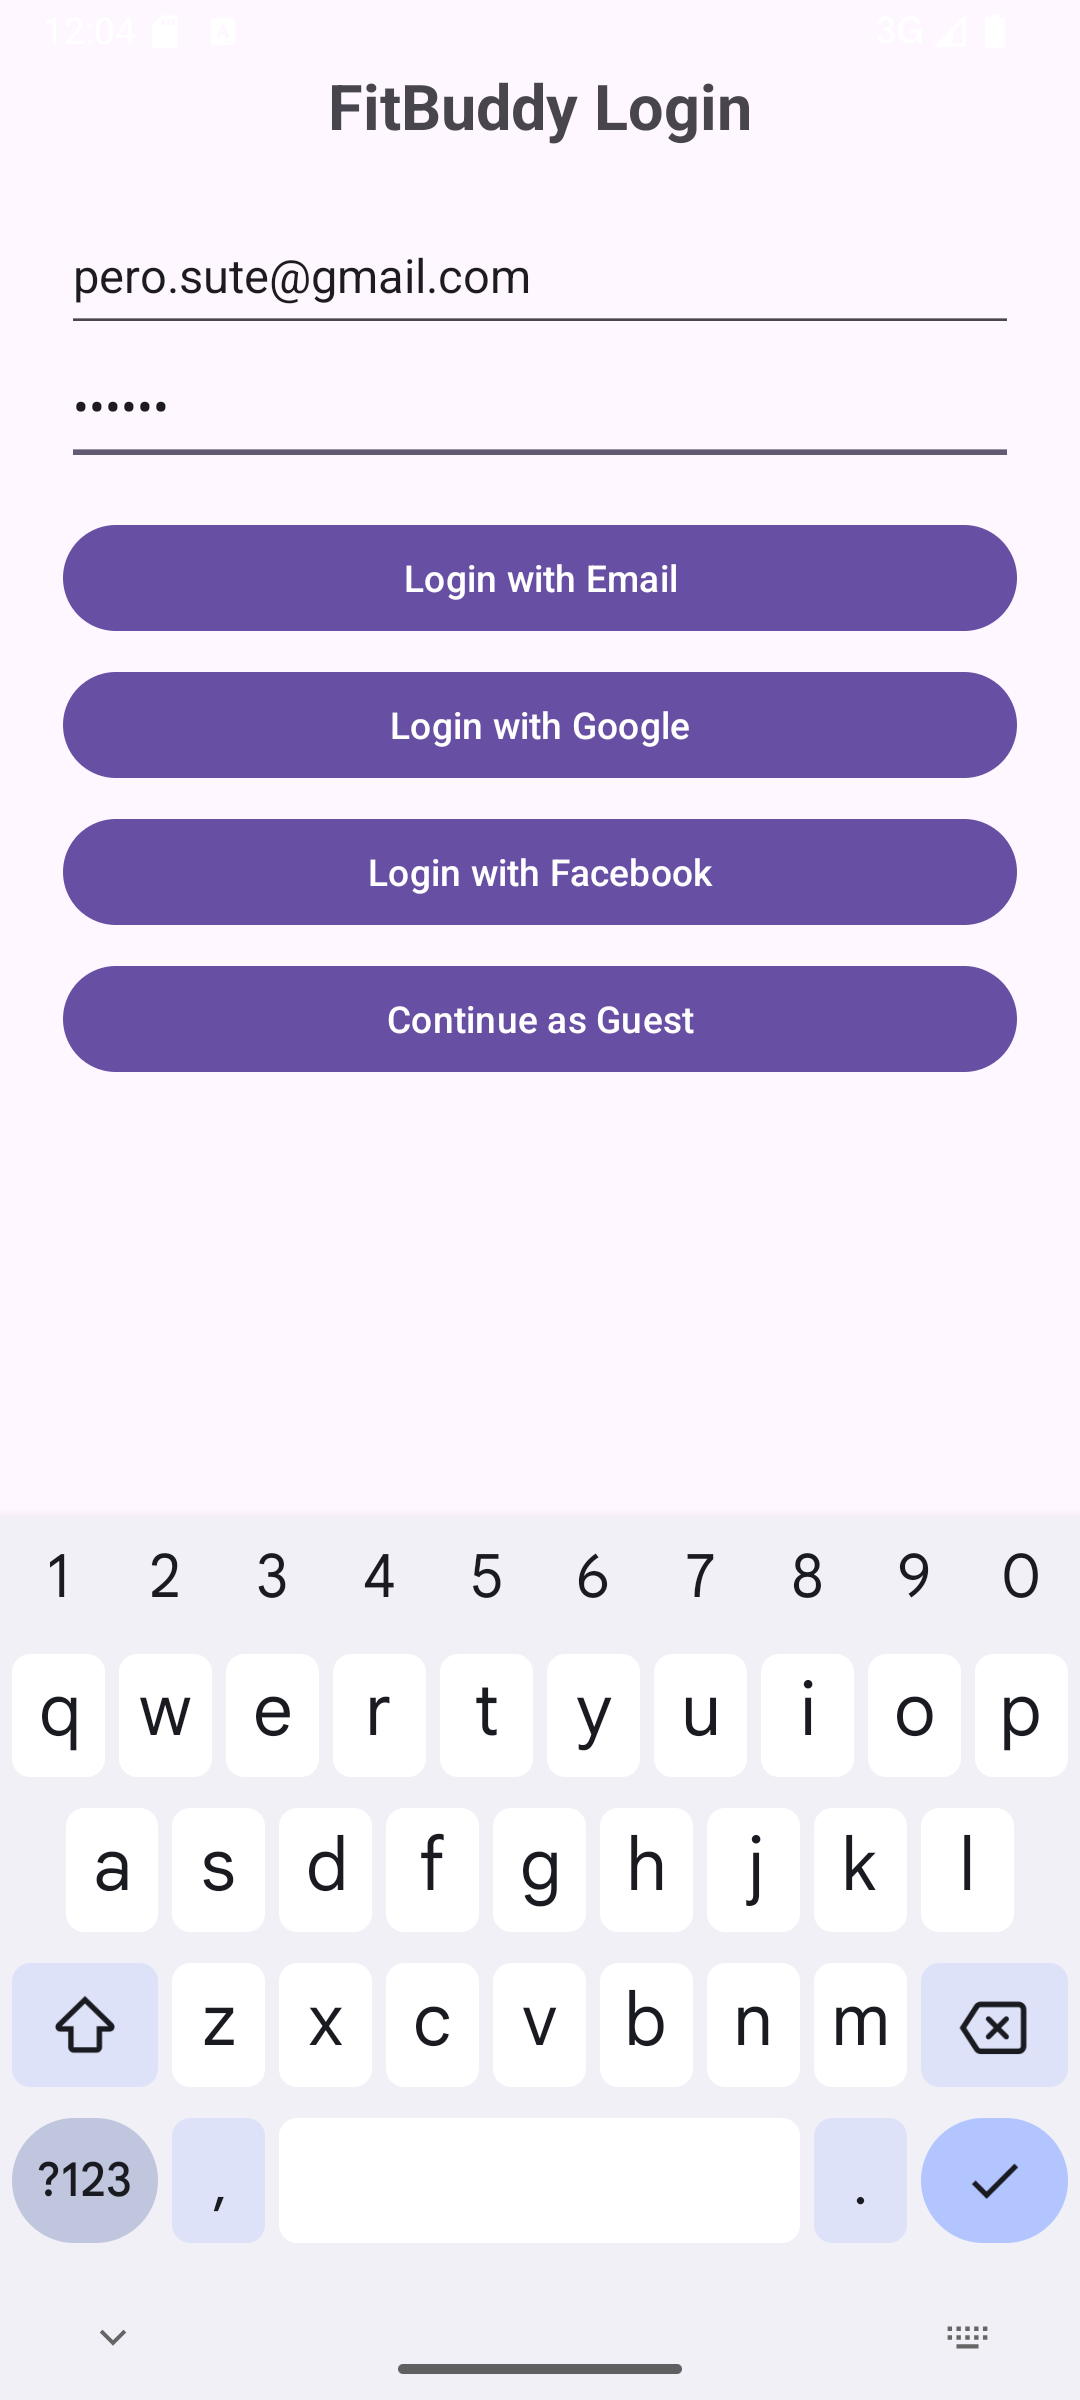 12:04 3G
FitBuddy Login
pero.sute@gmail.com
••••••
Login with Email
Login with Google
Login with Facebook
Continue as Guest
1 2 3 4 5 6 7 8 9 0
q w e r t y u i o p
a s d f g h j k l
z x c v b n m
?123 , .